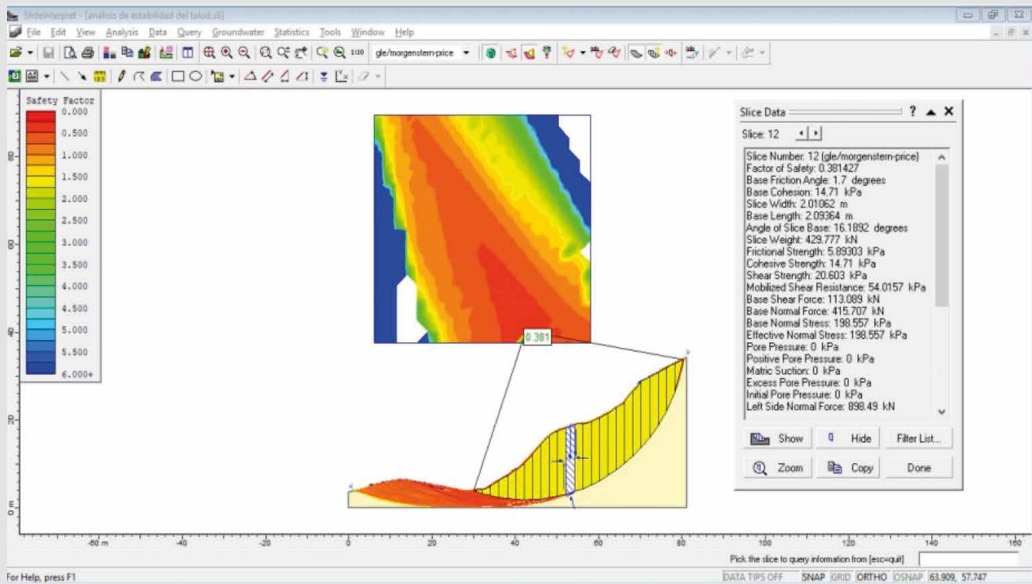 SlideInterpret - [analisis de estabilidad del talud.sli]
File Edit View Analysis Data Query Groundwater Statistics Tools Window Help
1:10 gle/morgenstern-price
Safety Factor
0.000
0.500
1.000
1.500
2.000
2.500
3.000
3.500
4.000
4.500
5.000
5.500
6.000+
80
60
40
20
0 m
0.381
Slice Data
Slice: 12
Slice Number: 12 (gle/morgenstern-price)
Factor of Safety: 0.381427
Base Friction Angle: 1.7 degrees
Base Cohesion: 14.71 kPa
Slice Width: 2.01062 m
Base Length: 2.09364 m
Angle of Slice Base: 16.1892 degrees
Slice Weight: 429.777 kN
Frictional Strength: 5.89303 kPa
Cohesive Strength: 14.71 kPa
Shear Strength: 20.603 kPa
Mobilized Shear Resistance: 54.0157 kPa
Base Shear Force: 113.089 kN
Base Normal Force: 415.707 kN
Base Normal Stress: 198.557 kPa
Effective Normal Stress: 198.557 kPa
Pore Pressure: 0 kPa
Positive Pore Pressure: 0 kPa
Matric Suction: 0 kPa
Excess Pore Pressure: 0 kPa
Initial Pore Pressure: 0 kPa
Left Side Normal Force: 898.49 kN
Show Hide Filter List...
Zoom Copy Done
-60 m -40 -20 0 20 40 60 80 100 120 140 160
Pick the slice to query information from [esc=quit]
For Help, press F1
DATA TIPS OFF SNAP GRID ORTHO OSNAP 63.909, 57.747